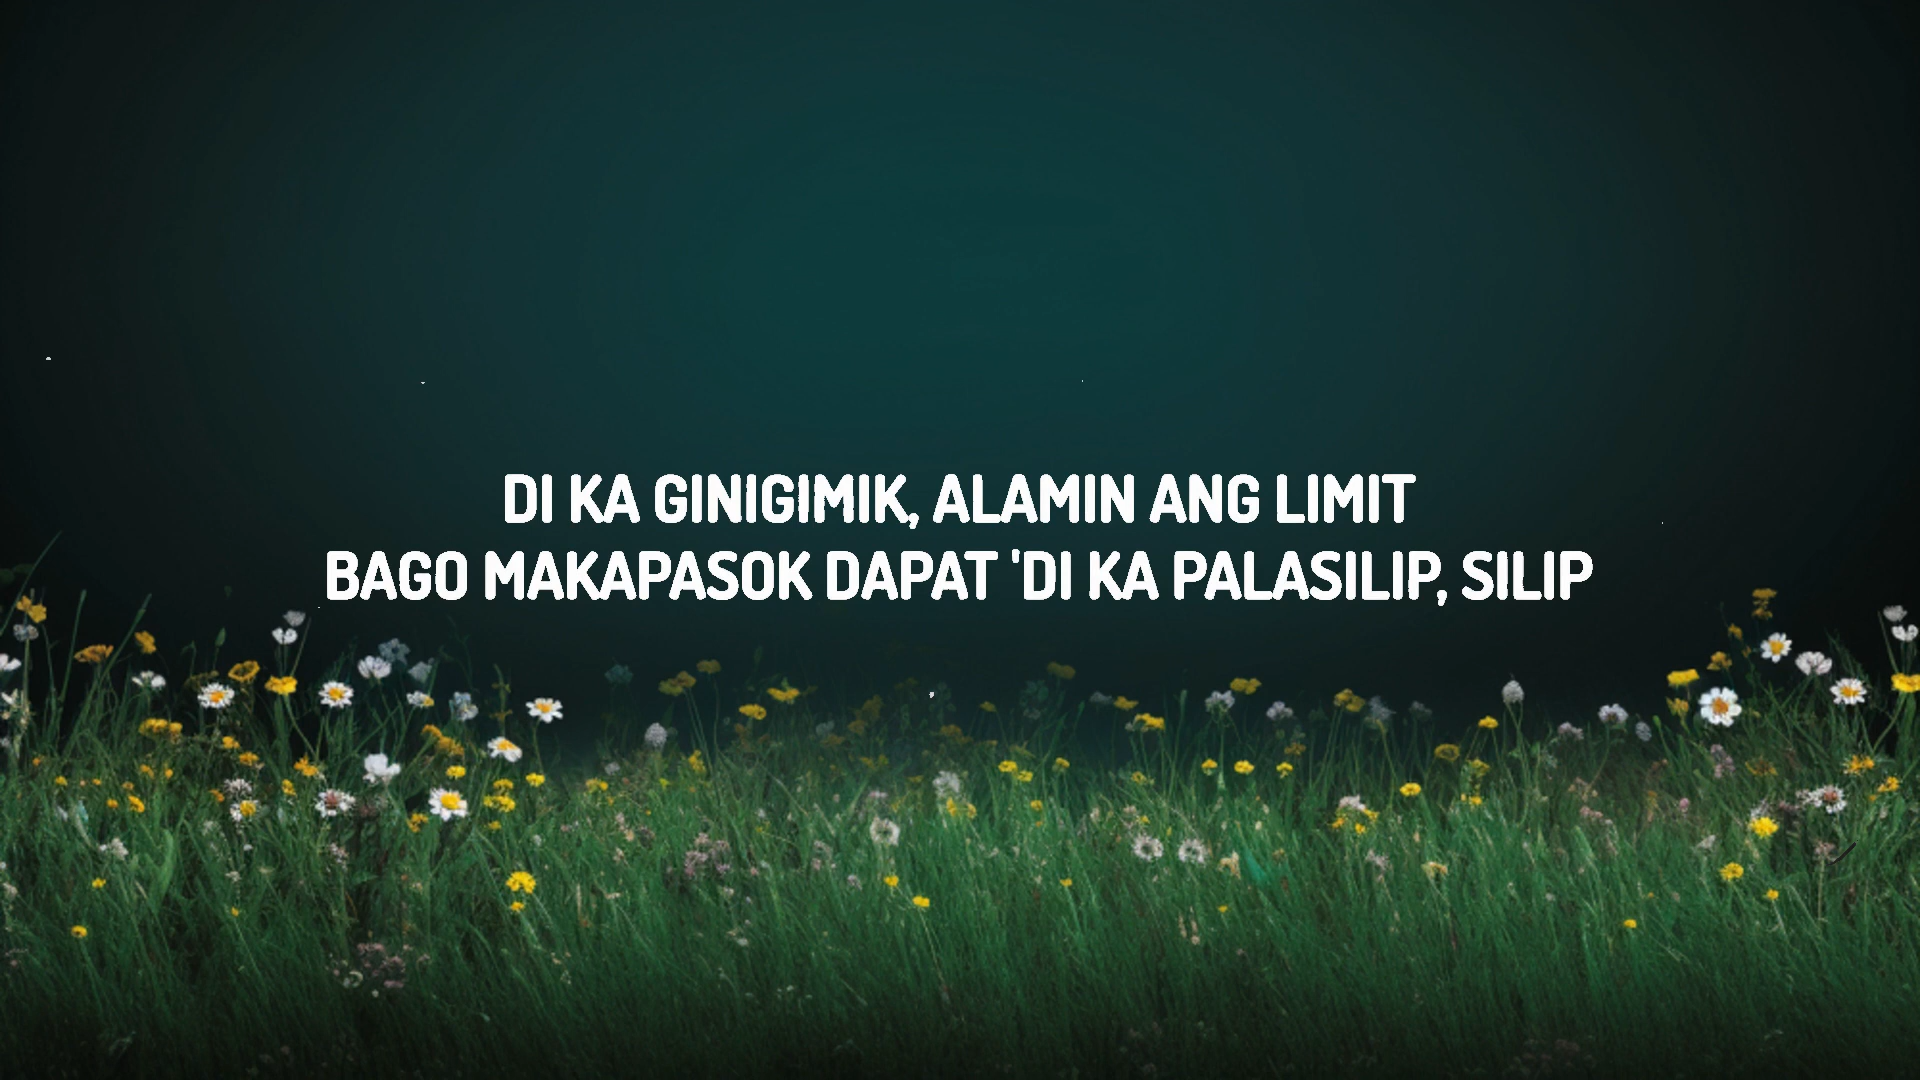 DI KA GINIGIMIK, ALAMIN ANG LIMIT
BAGO MAKAPASOK DAPAT 'DI KA PALASILIP, SILIP